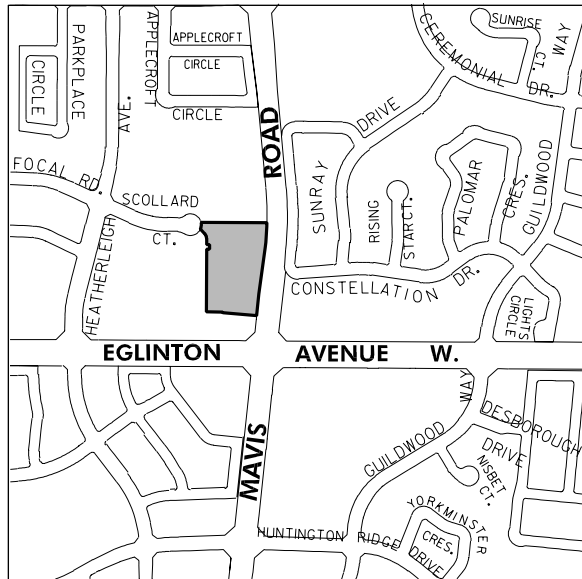 SUNRISE
CT.
WAY
CEREMONIAL DR.
PARKPLACE
CIRCLE
APPLECROFT
APPLECROFT
CIRCLE
CIRCLE
AVE.
ROAD
DRIVE
SUNRAY
RISING
STARCT.
PALOMAR
CRES.
GUILDWOOD
FOCAL RD.
SCOLLARD
CT.
HEATHERLEIGH
CONSTELLATION DR.
LIGHTS
CIRCLE
EGLINTON AVENUE W.
MAVIS
GUILDWOOD
WAY
DESBOROUGH
DRIVE
NISBET
CT.
HUNTINGTON RIDGE
DRIVE
YORKMINSTER
CRES.